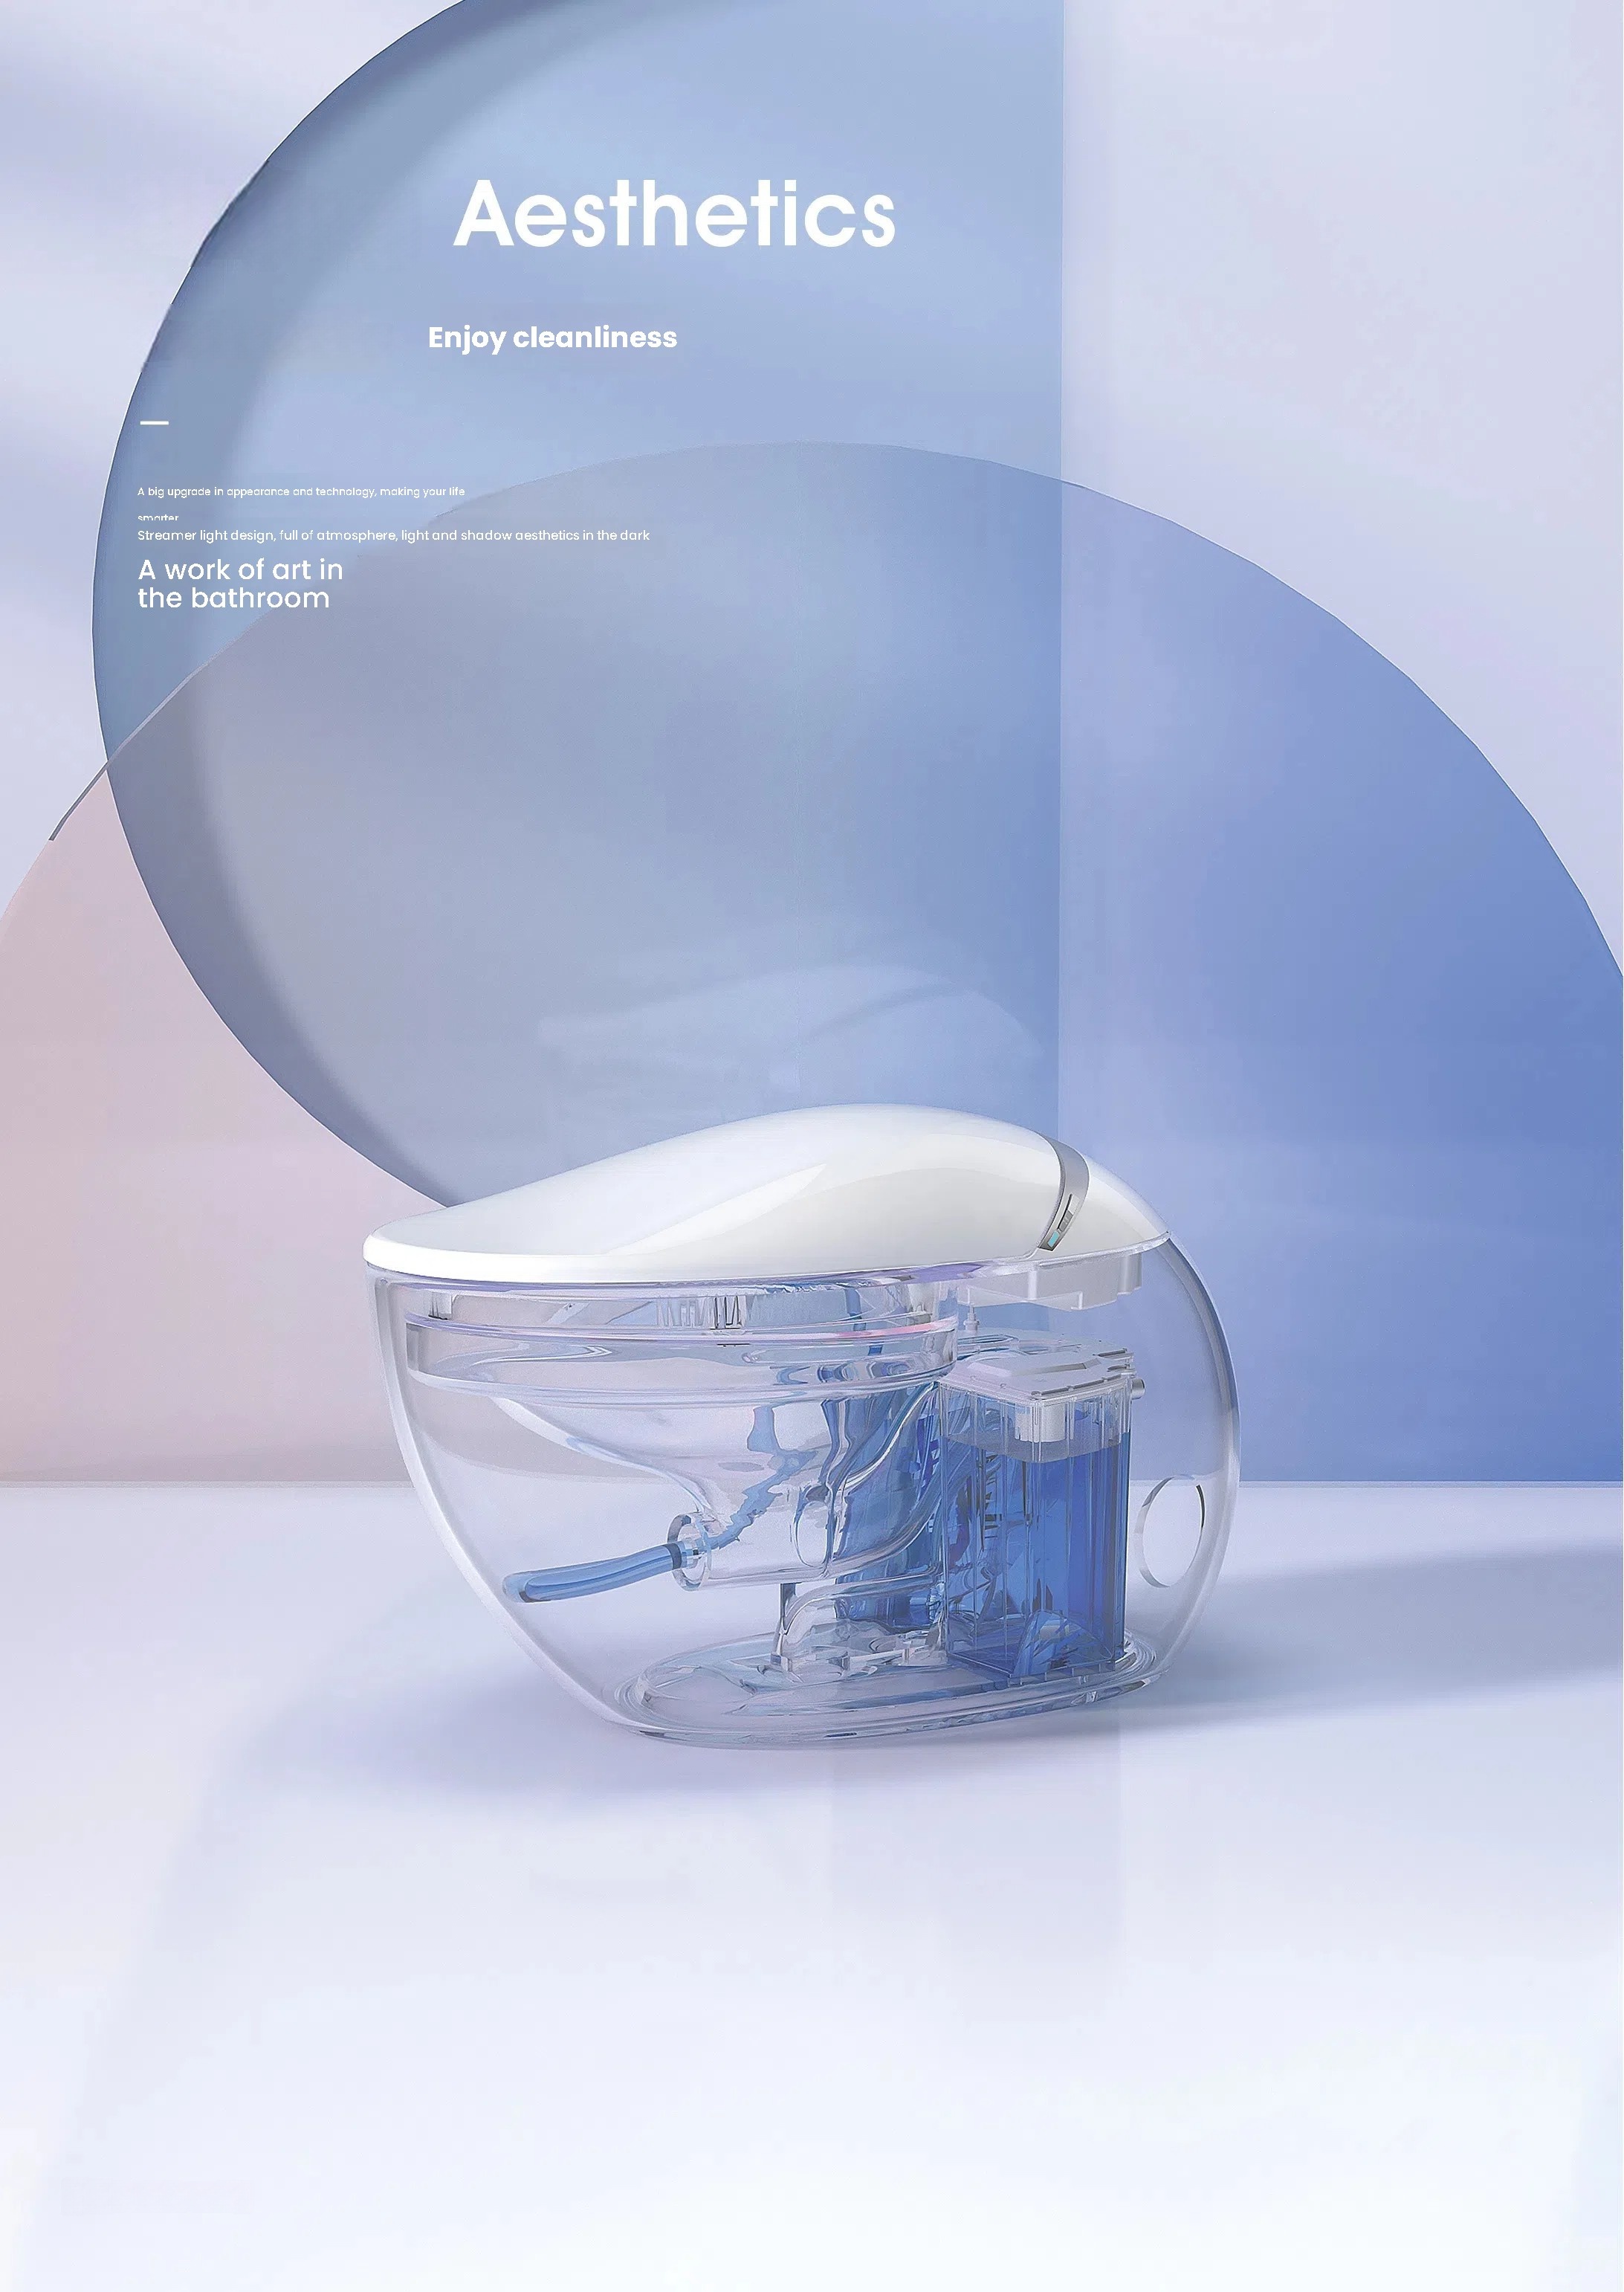 Aesthetics
Enjoy cleanliness
A big upgrade in appearance and technology, making your life
smarter
Streamer light design, full of atmosphere, light and shadow aesthetics in the dark
A work of art in
the bathroom